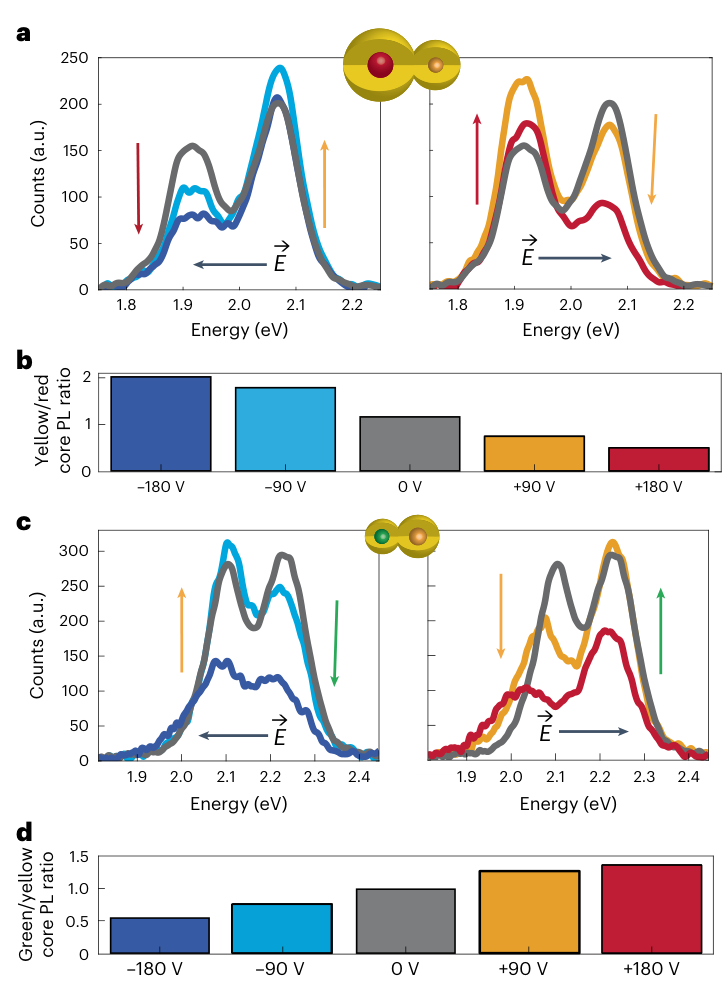 a
250
200
150
100
50
0
Counts (a.u.)
E
1.8 1.9 2.0 2.1 2.2
Energy (eV)
E
1.8 1.9 2.0 2.1 2.2
Energy (eV)
b
Yellow/red
core PL ratio
2
1
0
–180 V –90 V 0 V +90 V +180 V
c
300
250
200
150
100
50
0
Counts (a.u.)
E
1.9 2.0 2.1 2.2 2.3 2.4
Energy (eV)
E
1.9 2.0 2.1 2.2 2.3 2.4
Energy (eV)
d
Green/yellow
core PL ratio
1.5
1.0
0.5
0
–180 V –90 V 0 V +90 V +180 V